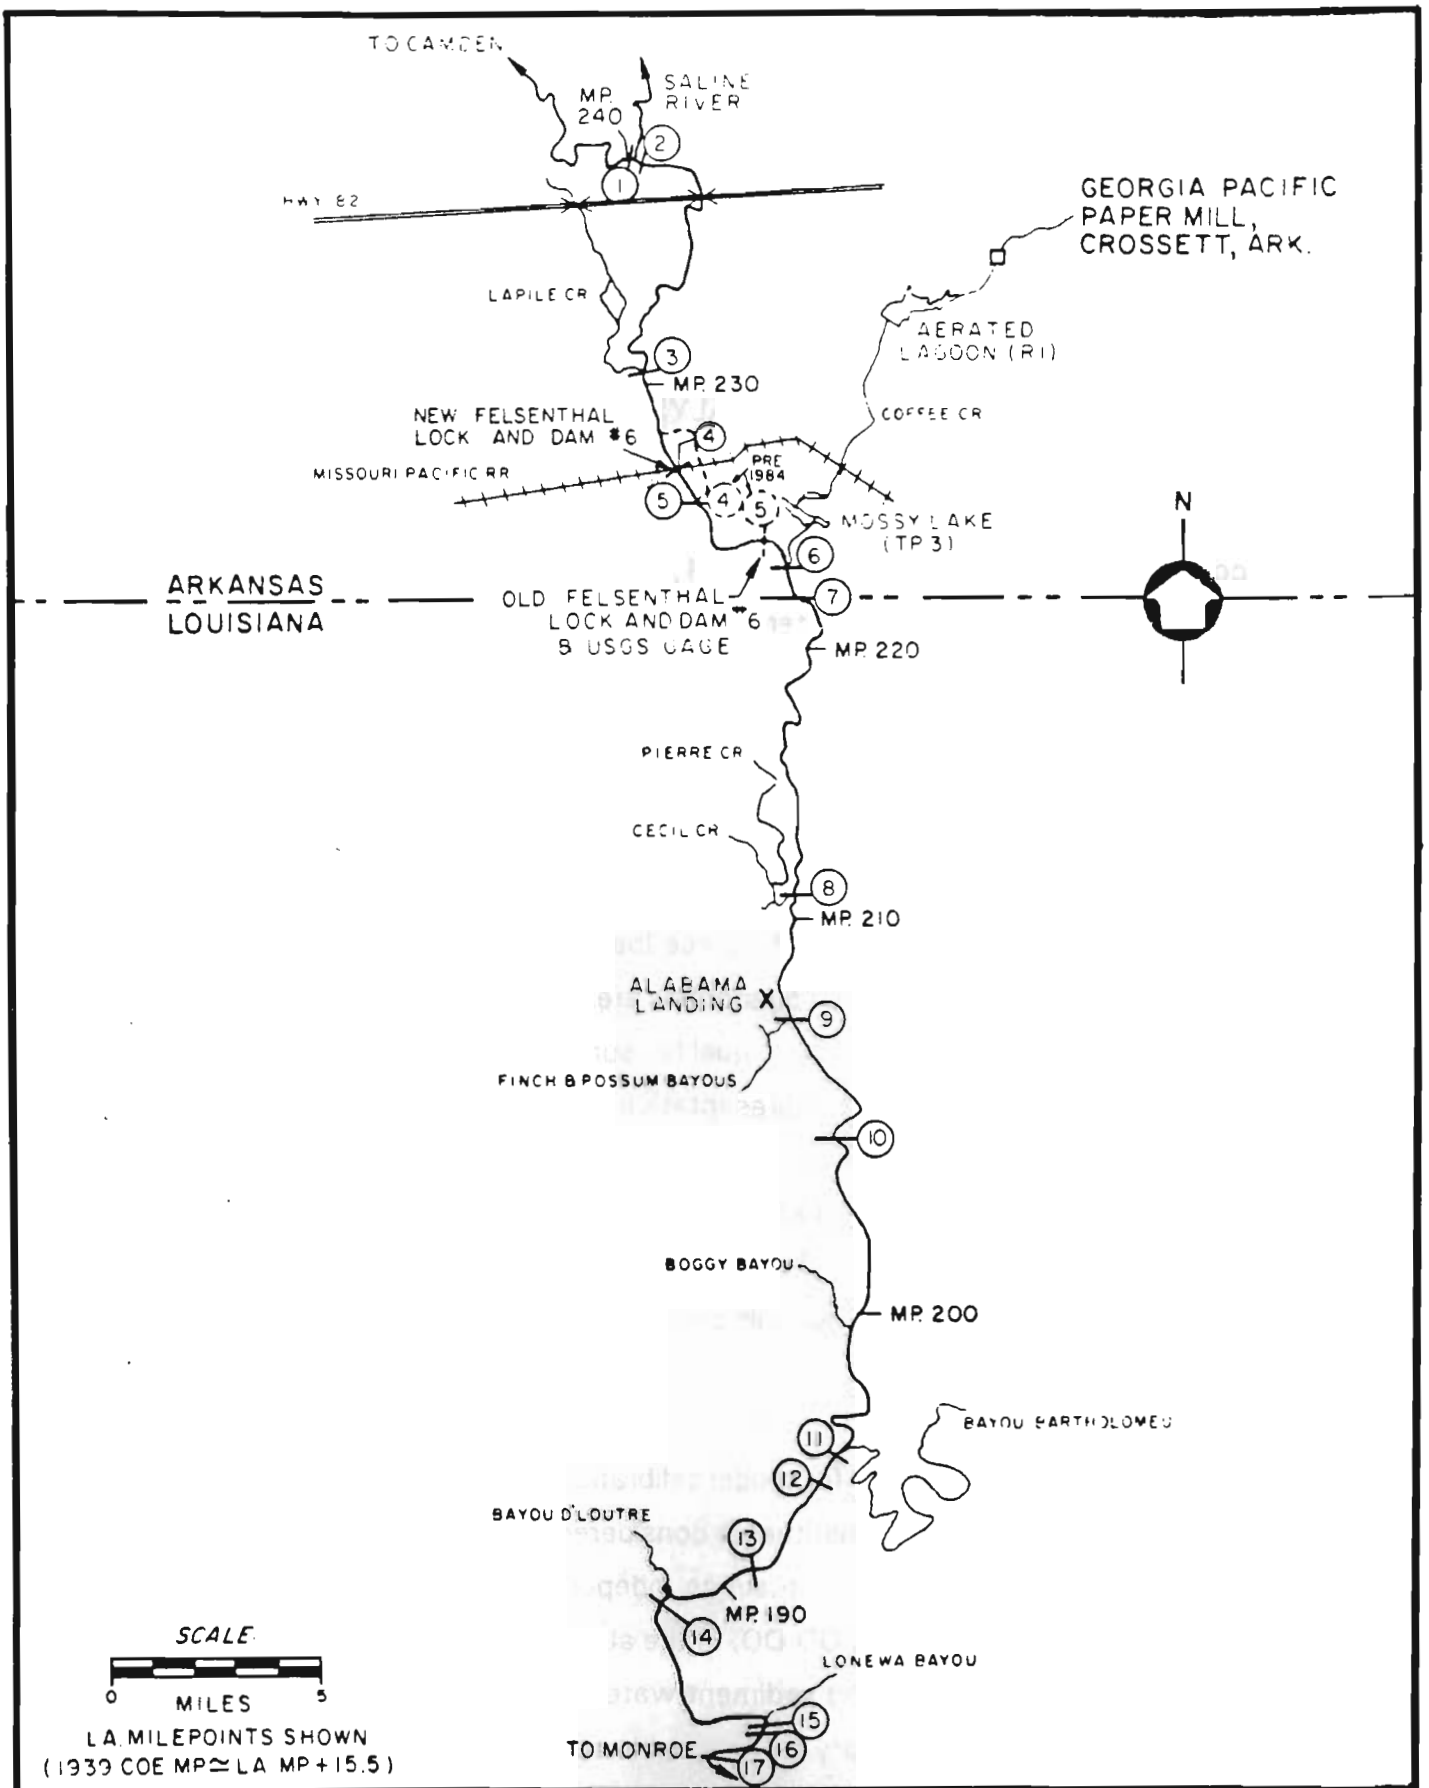 TO CAMDEN
SALINE
RIVER
MP.
240
2
1
HWY 82
GEORGIA PACIFIC
PAPER MILL,
CROSSETT, ARK.
LAPILE CR
AERATED
LAGOON (R1)
3
MP. 230
COFFEE CR
NEW FELSENTHAL
LOCK AND DAM #6
4
MISSOURI PACIFIC RR
PRE
1984
5
4
5
MOSSY LAKE
(TP3)
6
N
ARKANSAS
LOUISIANA
OLD FELSENTHAL
LOCK AND DAM #6
& USGS GAGE
7
MP. 220
PIERRE CR
CECIL CR
8
MP. 210
ALABAMA
LANDING X
9
FINCH & POSSUM BAYOUS
10
BOGGY BAYOU
MP. 200
BAYOU BARTHOLOMEU
11
12
BAYOU D'LOUTRE
13
MP. 190
14
LONEWA BAYOU
15
16
TO MONROE
17
SCALE:
0 5
MILES
LA. MILEPOINTS SHOWN
(1939 COE MP≃LA MP+15.5)